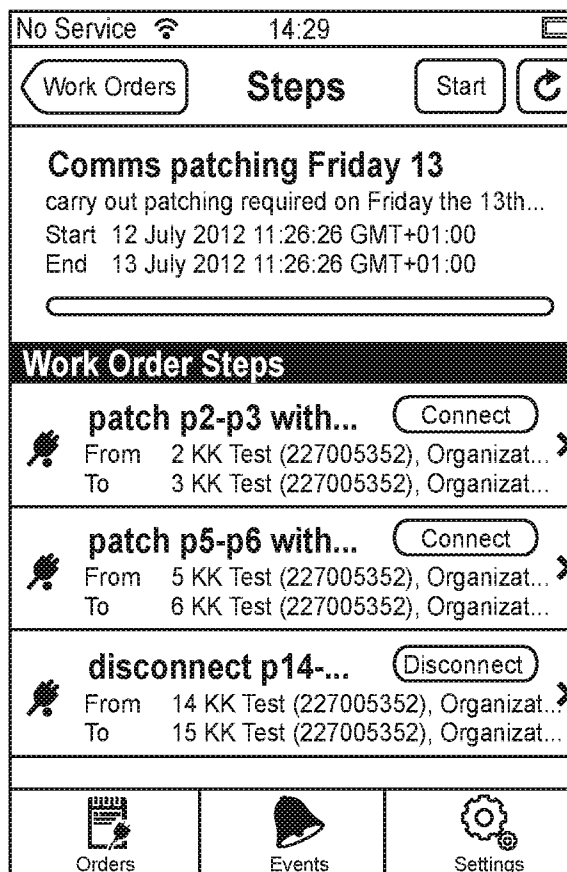 No Service 14:29
Work Orders Steps Start
Comms patching Friday 13
carry out patching required on Friday the 13th...
Start 12 July 2012 11:26:26 GMT+01:00
End 13 July 2012 11:26:26 GMT+01:00
Work Order Steps
patch p2-p3 with... Connect
From 2 KK Test (227005352), Organizat...
To 3 KK Test (227005352), Organizat...
patch p5-p6 with... Connect
From 5 KK Test (227005352), Organizat...
To 6 KK Test (227005352), Organizat...
disconnect p14-... Disconnect
From 14 KK Test (227005352), Organizat...
To 15 KK Test (227005352), Organizat...
Orders Events Settings